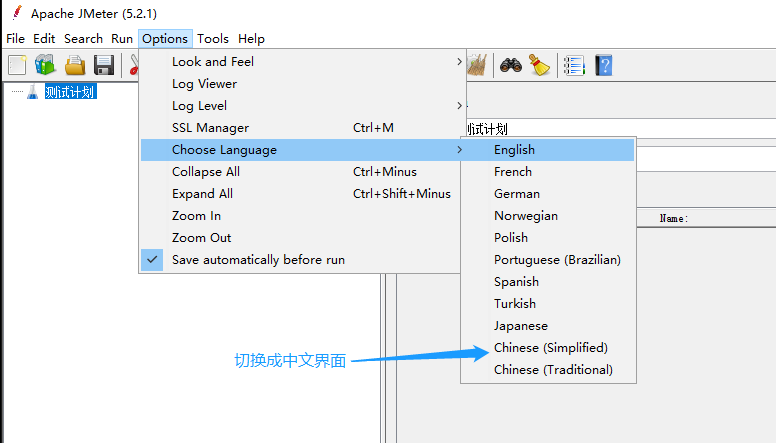 Apache JMeter (5.2.1)
File Edit Search Run Options Tools Help
Look and Feel
Log Viewer
Log Level
SSL Manager Ctrl+M
Choose Language
Collapse All Ctrl+Minus
Expand All Ctrl+Shift+Minus
Zoom In
Zoom Out
Save automatically before run
测试计划
测试计划
English
French
German
Norwegian
Polish
Portuguese (Brazilian)
Spanish
Turkish
Japanese
Chinese (Simplified)
Chinese (Traditional)
Name:
切换成中文界面